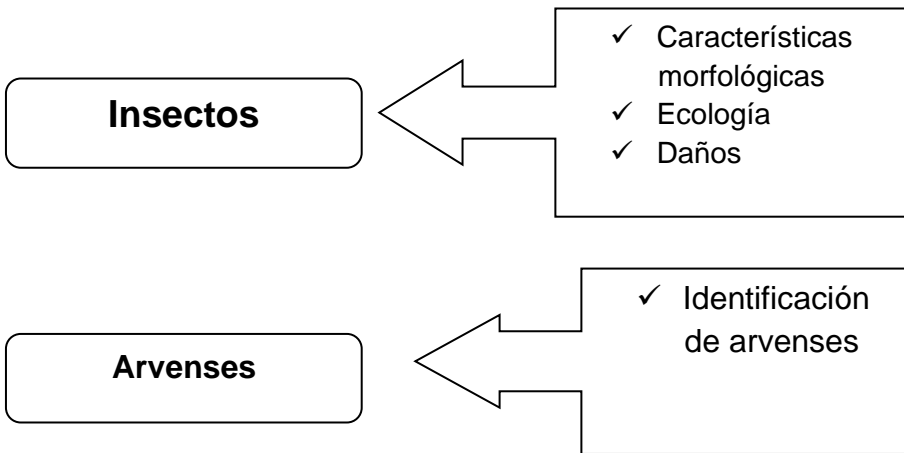 Insectos
✓ Características
morfológicas
✓ Ecología
✓ Daños
Arvenses
✓ Identificación
de arvenses